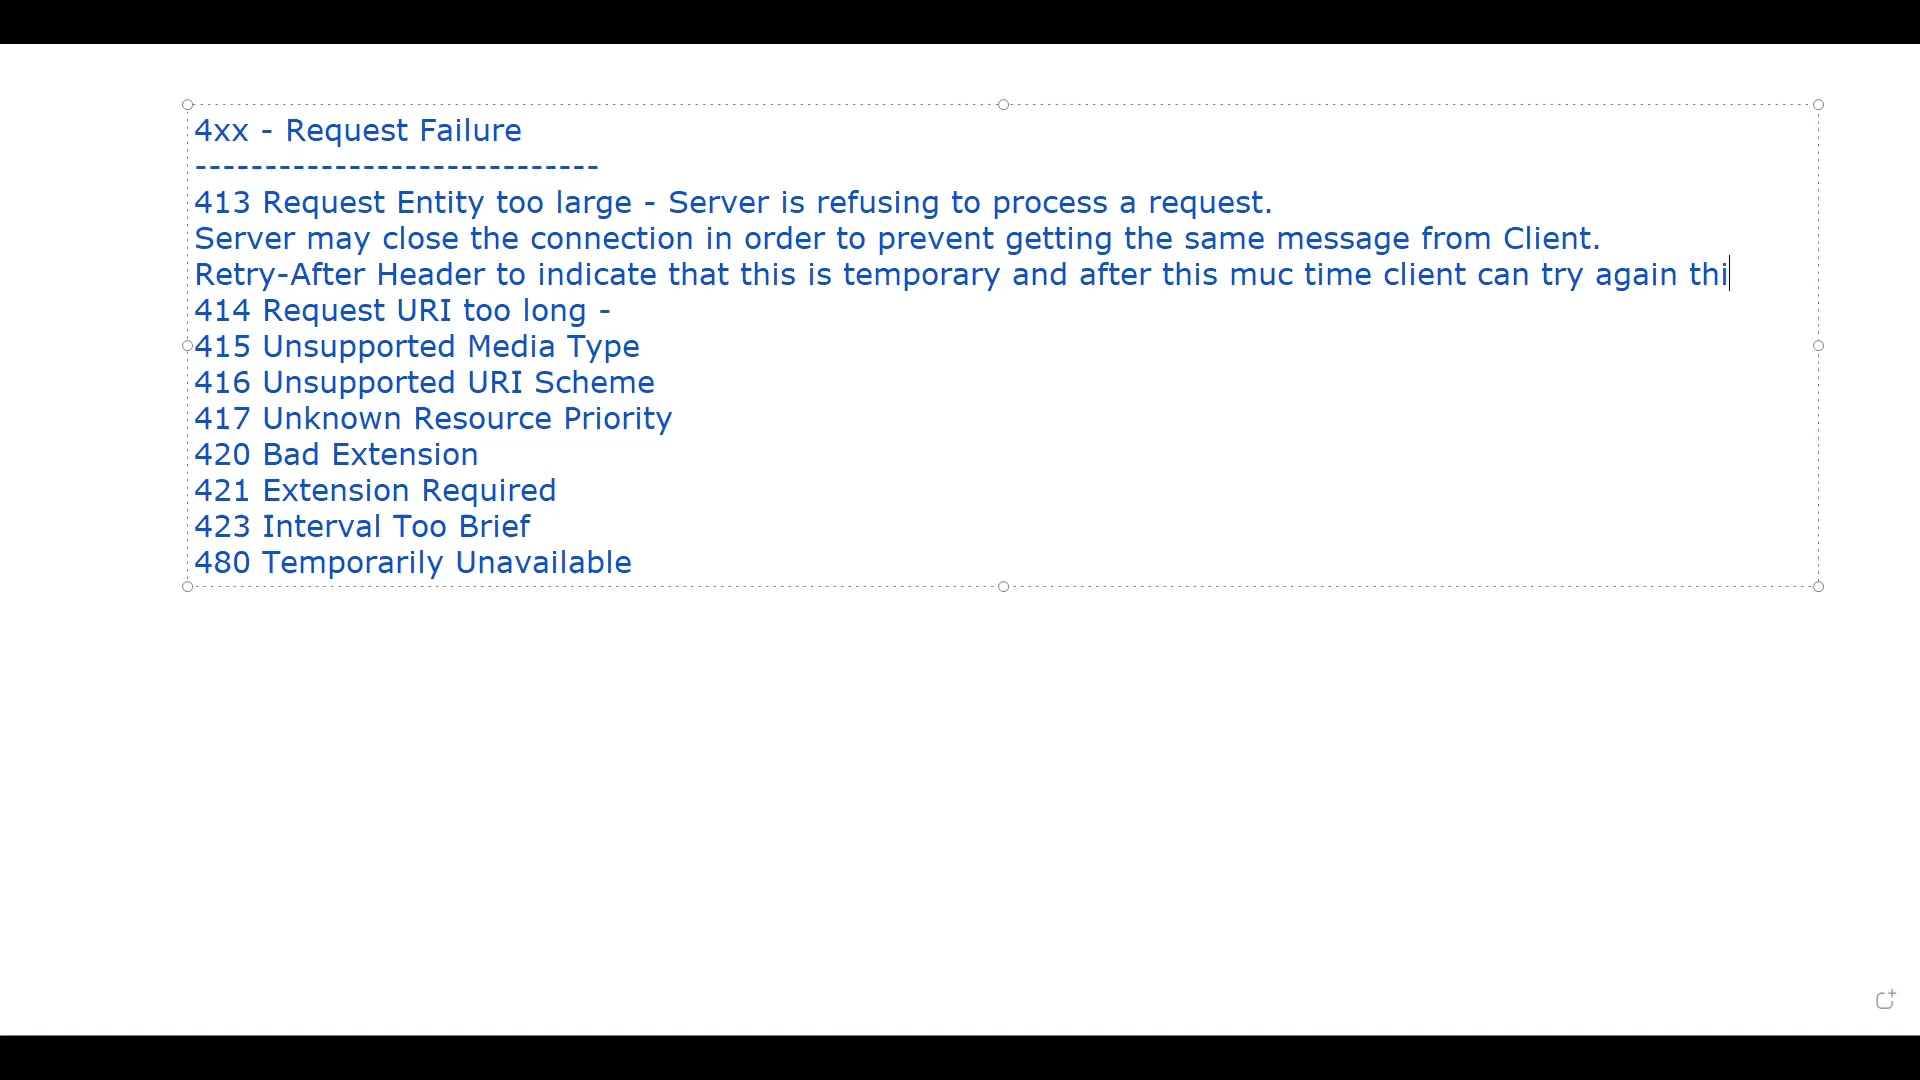 4xx - Request Failure
-----------------------------
413 Request Entity too large - Server is refusing to process a request.
Server may close the connection in order to prevent getting the same message from Client.
Retry-After Header to indicate that this is temporary and after this muc time client can try again thi
414 Request URI too long -
415 Unsupported Media Type
416 Unsupported URI Scheme
417 Unknown Resource Priority
420 Bad Extension
421 Extension Required
423 Interval Too Brief
480 Temporarily Unavailable